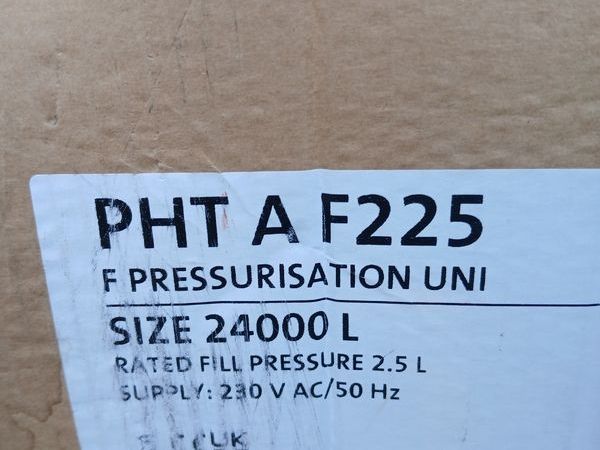 PHT A F225
F PRESSURISATION UNI
SIZE 24000 L
RATED FILL PRESSURE 2.5 L
SUPPLY: 230 V AC/50 Hz